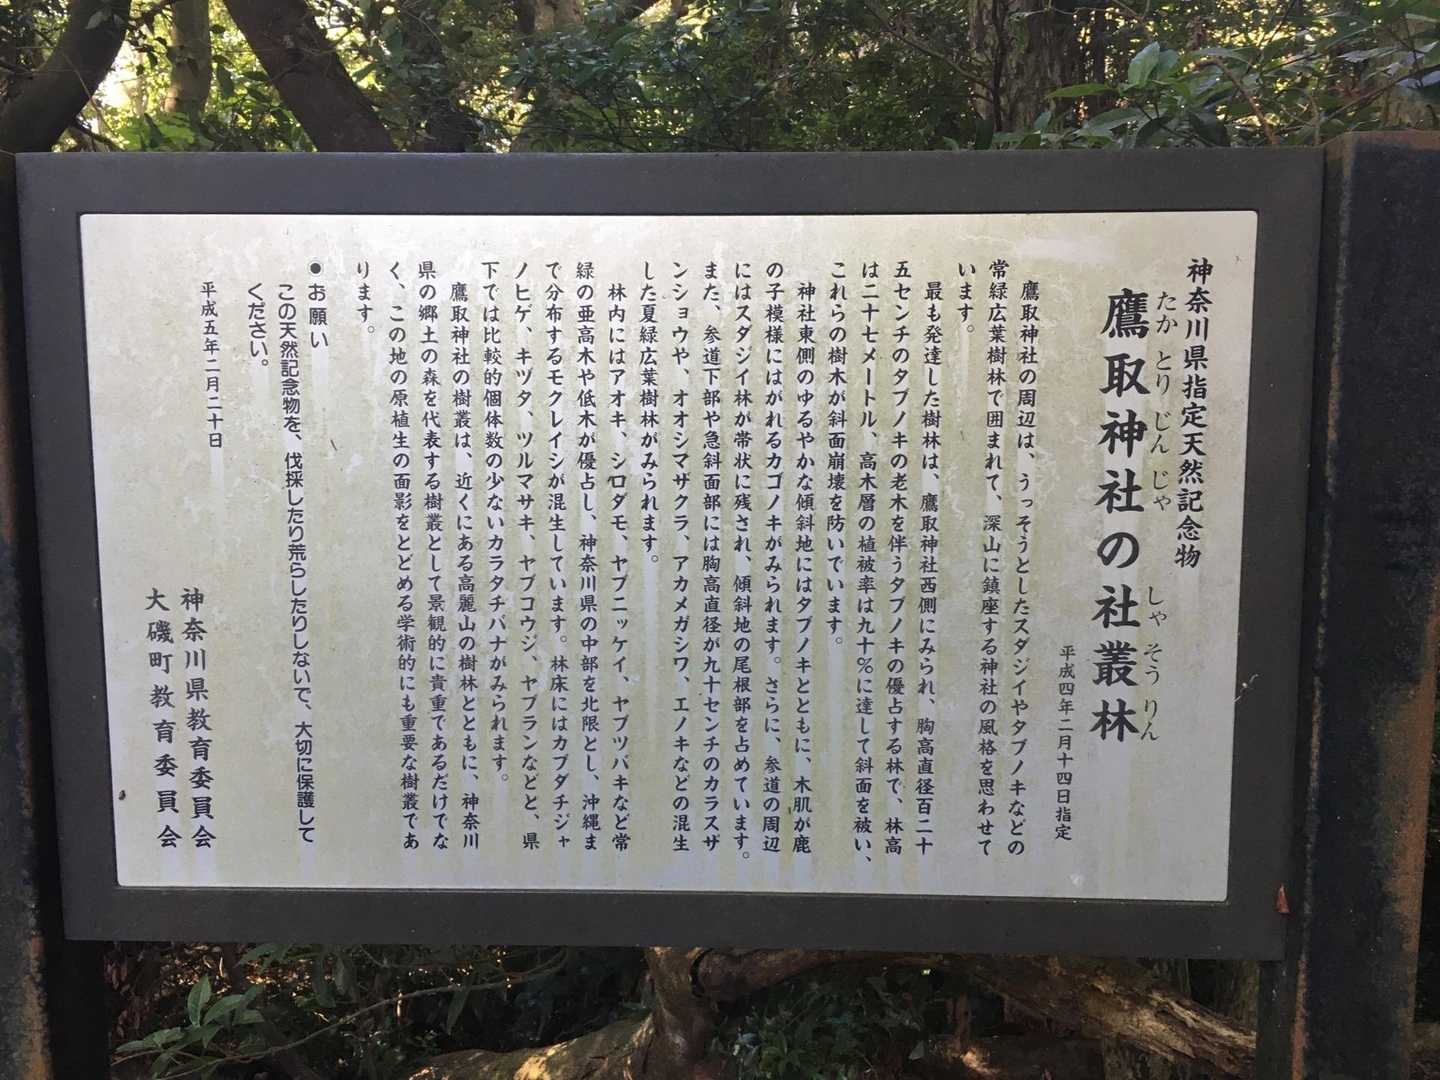 神奈川県指定天然記念物
たかとりじんじゃ しゃそうりん
鷹取神社の社叢林
平成四年二月十四日指定
鷹取神社の周辺は、うっそうとしたスダジイやタブノキなどの
常緑広葉樹林で囲まれて、深山に鎮座する神社の風格を思わせて
います。
最も発達した樹林は、鷹取神社西側にみられ、胸高直径百二十
五センチのタブノキの老木を伴うタブノキの優占する林で、林高
は二十七メートル、高木層の植被率は九十%に達して斜面を被い、
これらの樹木が斜面崩壊を防いでいます。
神社東側のゆるやかな傾斜地にはタブノキとともに、木肌が鹿
の子模様にはがれるカゴノキがみられます。さらに、参道の周辺
にはスダジイ林が帯状に残され、傾斜地の尾根部を占めています。
また、参道下部や急斜面部には胸高直径が九十センチのカラスザ
ンショウや、オオシマザクラ、アカメガシワ、エノキなどの混生
した夏緑広葉樹林がみられます。
林内にはアオキ、シロダモ、ヤブニッケイ、ヤブツバキなど常
緑の亜高木や低木が優占し、神奈川県の中部を北限とし、沖縄ま
で分布するモクレイシが混生しています。林床にはカブダチジャ
ノヒゲ、キヅタ、ツルマサキ、ヤブコウジ、ヤブランなどと、県
下では比較的個体数の少ないカラタチバナがみられます。
鷹取神社の樹叢は、近くにある高麗山の樹林とともに、神奈川
県の郷土の森を代表する樹叢として景観的に貴重であるだけでな
く、この地の原植生の面影をとどめる学術的にも重要な樹叢であ
ります。
●お願い
この天然記念物を、伐採したり荒らしたりしないで、大切に保護して
ください。
平成五年二月二十日
神奈川県教育委員会
大磯町教育委員会